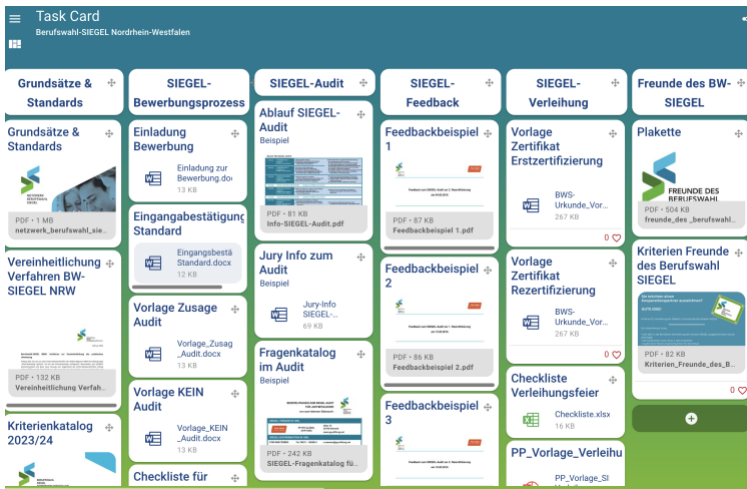 Task Card
Berufswahl-SIEGEL Nordrhein-Westfalen
Grundsätze &
Standards
Grundsätze &
Standards
NETZWERK
BERUFSWAHL
SIEGEL
PDF • 1 MB
netzwerk_berufswahl_sie...
Vereinheitlichung
Verfahren BW-
SIEGEL NRW
PDF • 132 KB
Vereinheitlichung Verfah...
Kriterienkatalog
2023/24
SIEGEL-
Bewerbungsprozess
Einladung
Bewerbung
Einladung zur
Bewerbung.do
13 KB
Eingangabestätigung
Standard
Eingangsbestä
Standard.docx
12 KB
Vorlage Zusage
Audit
Vorlage_Zusag
_Audit.docx
13 KB
Vorlage KEIN
Audit
Vorlage_KEIN
_Audit.docx
13 KB
Checkliste für
SIEGEL-Audit
Ablauf SIEGEL-
Audit
Beispiel
PDF • 81 KB
Info-SIEGEL-Audit.pdf
Jury Info zum
Audit
Beispiel
Jury-Info
SIEGEL-...
69 KB
Fragenkatalog
im Audit
Beispiel
PDF • 242 KB
SIEGEL-Fragenkatalog fü...
SIEGEL-
Feedback
Feedbackbeispiel
1
PDF • 87 KB
Feedbackbeispiel 1.pdf
Feedbackbeispiel
2
PDF • 86 KB
Feedbackbeispiel 2.pdf
Feedbackbeispiel
3
SIEGEL-
Verleihung
Vorlage
Zertifikat
Erstzertifizierung
BWS-
Urkunde_Vor...
267 KB
0
Vorlage
Zertifikat
Rezertifizierung
BWS-
Urkunde_Vor...
267 KB
0
Checkliste
Verleihungsfeier
Checkliste.xlsx
16 KB
PP_Vorlage_Verleihu
PP_Vorlage_SI
Freunde des BW-
SIEGEL
Plakette
FREUNDE DES
BERUFSWAHL
PDF • 504 KB
freunde_des _berufswahl...
Kriterien Freunde
des Berufswahl
SIEGEL
PDF • 82 KB
Kriterien_Freunde_des_B...
0